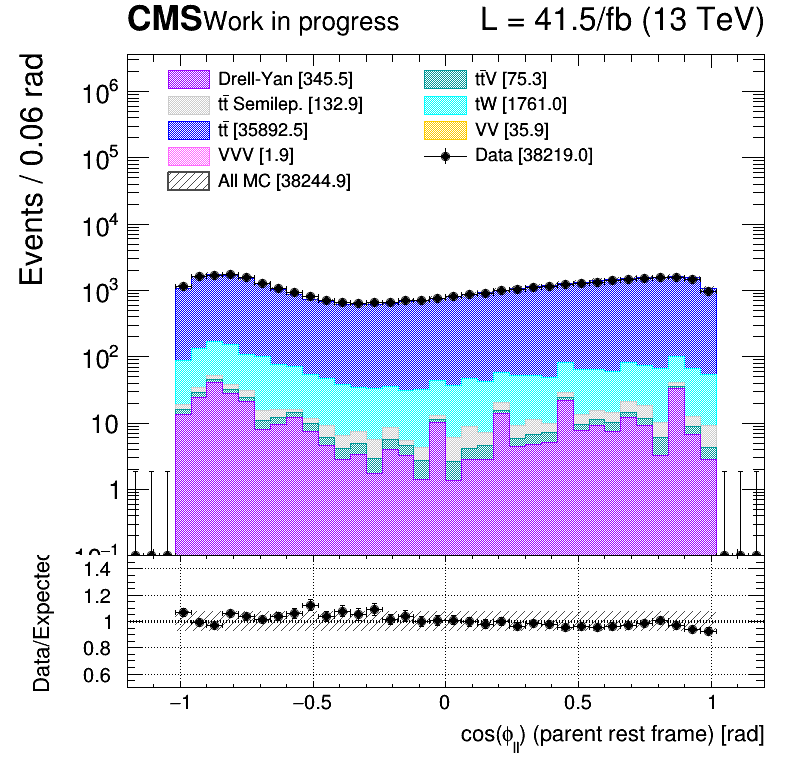 CMS Work in progress L = 41.5/fb (13 TeV)
Events / 0.06 rad
Drell-Yan [345.5]
tt̄ Semilep. [132.9]
tt̄ [35892.5]
VVV [1.9]
All MC [38244.9]
tt̄V [75.3]
tW [1761.0]
VV [35.9]
Data [38219.0]
10⁶
10⁵
10⁴
10³
10²
10
1
10⁻¹
Data/Expected
1.4
1.2
1
0.8
0.6
−1 −0.5 0 0.5 1
cos(ϕ_ll) (parent rest frame) [rad]